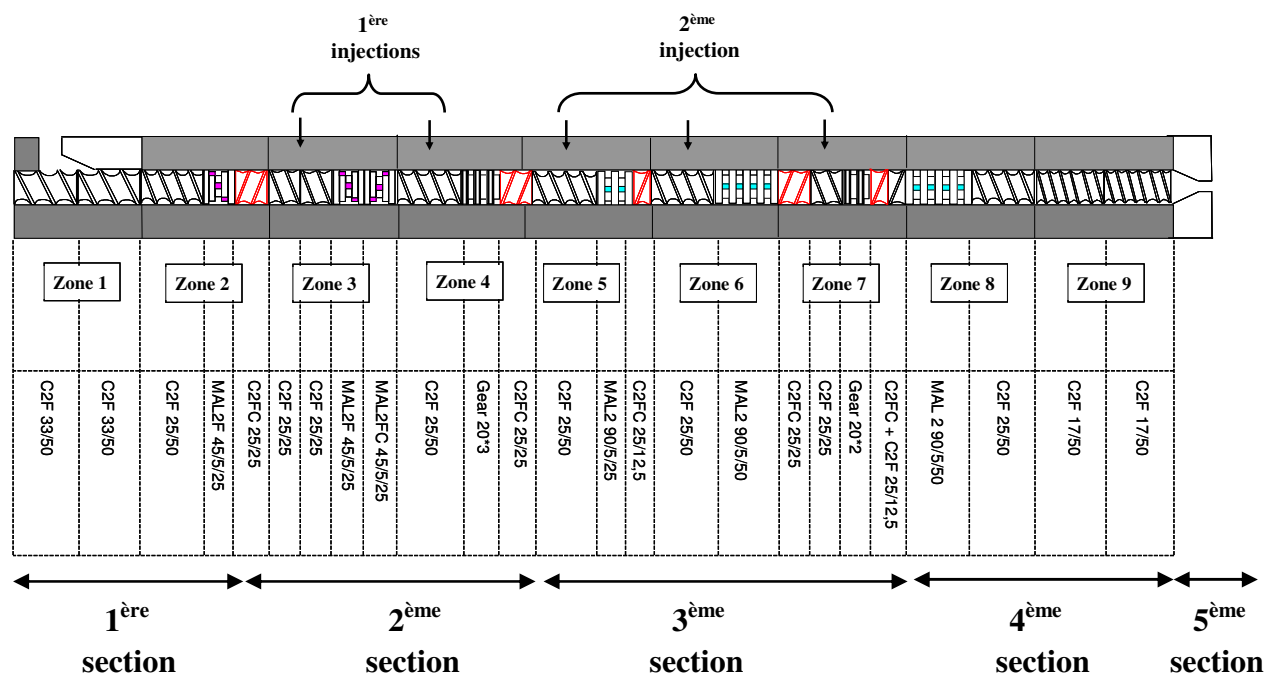 1ère
injections
2ème
injection
Zone 1
Zone 2
Zone 3
Zone 4
Zone 5
Zone 6
Zone 7
Zone 8
Zone 9
C2F 33/50
C2F 33/50
C2F 25/50
MAL2F 45/5/25
C2FC 25/25
C2F 25/25
C2F 25/25
MAL2F 45/5/25
MAL2FC 45/5/25
C2F 25/50
Gear 20*3
C2FC 25/25
C2F 25/50
MAL2 90/5/25
C2FC 25/12,5
C2F 25/50
MAL2 90/5/50
C2FC 25/25
C2F 25/25
Gear 20*2
C2FC + C2F 25/12,5
MAL 2 90/5/50
C2F 25/50
C2F 17/50
C2F 17/50
1ère
section
2ème
section
3ème
section
4ème
section
5ème
section